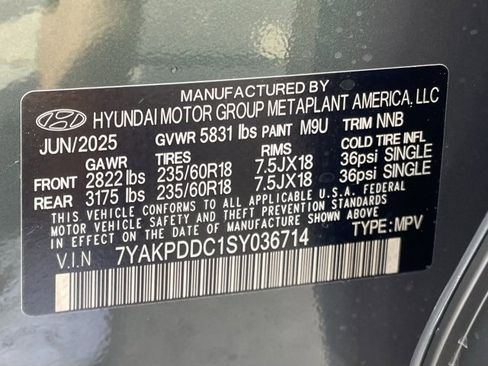 MANUFACTURED BY
HYUNDAI MOTOR GROUP METAPLANT AMERICA, LLC
JUN/2025 GVWR 5831 lbs PAINT M9U TRIM NNB
GAWR TIRES RIMS COLD TIRE INFL
FRONT 2822 lbs 235/60R18 7.5JX18 36psi SINGLE
REAR 3175 lbs 235/60R18 7.5JX18 36psi SINGLE
THIS VEHICLE CONFORMS TO ALL APPLICABLE U.S.A. FEDERAL
MOTOR VEHICLE SAFETY AND THEFT PREVENTION STANDARDS IN
EFFECT ON THE DATE OF MANUFACTURE SHOWN ABOVE.
V.I.N 7YAKPDDC1SY036714 TYPE: MPV